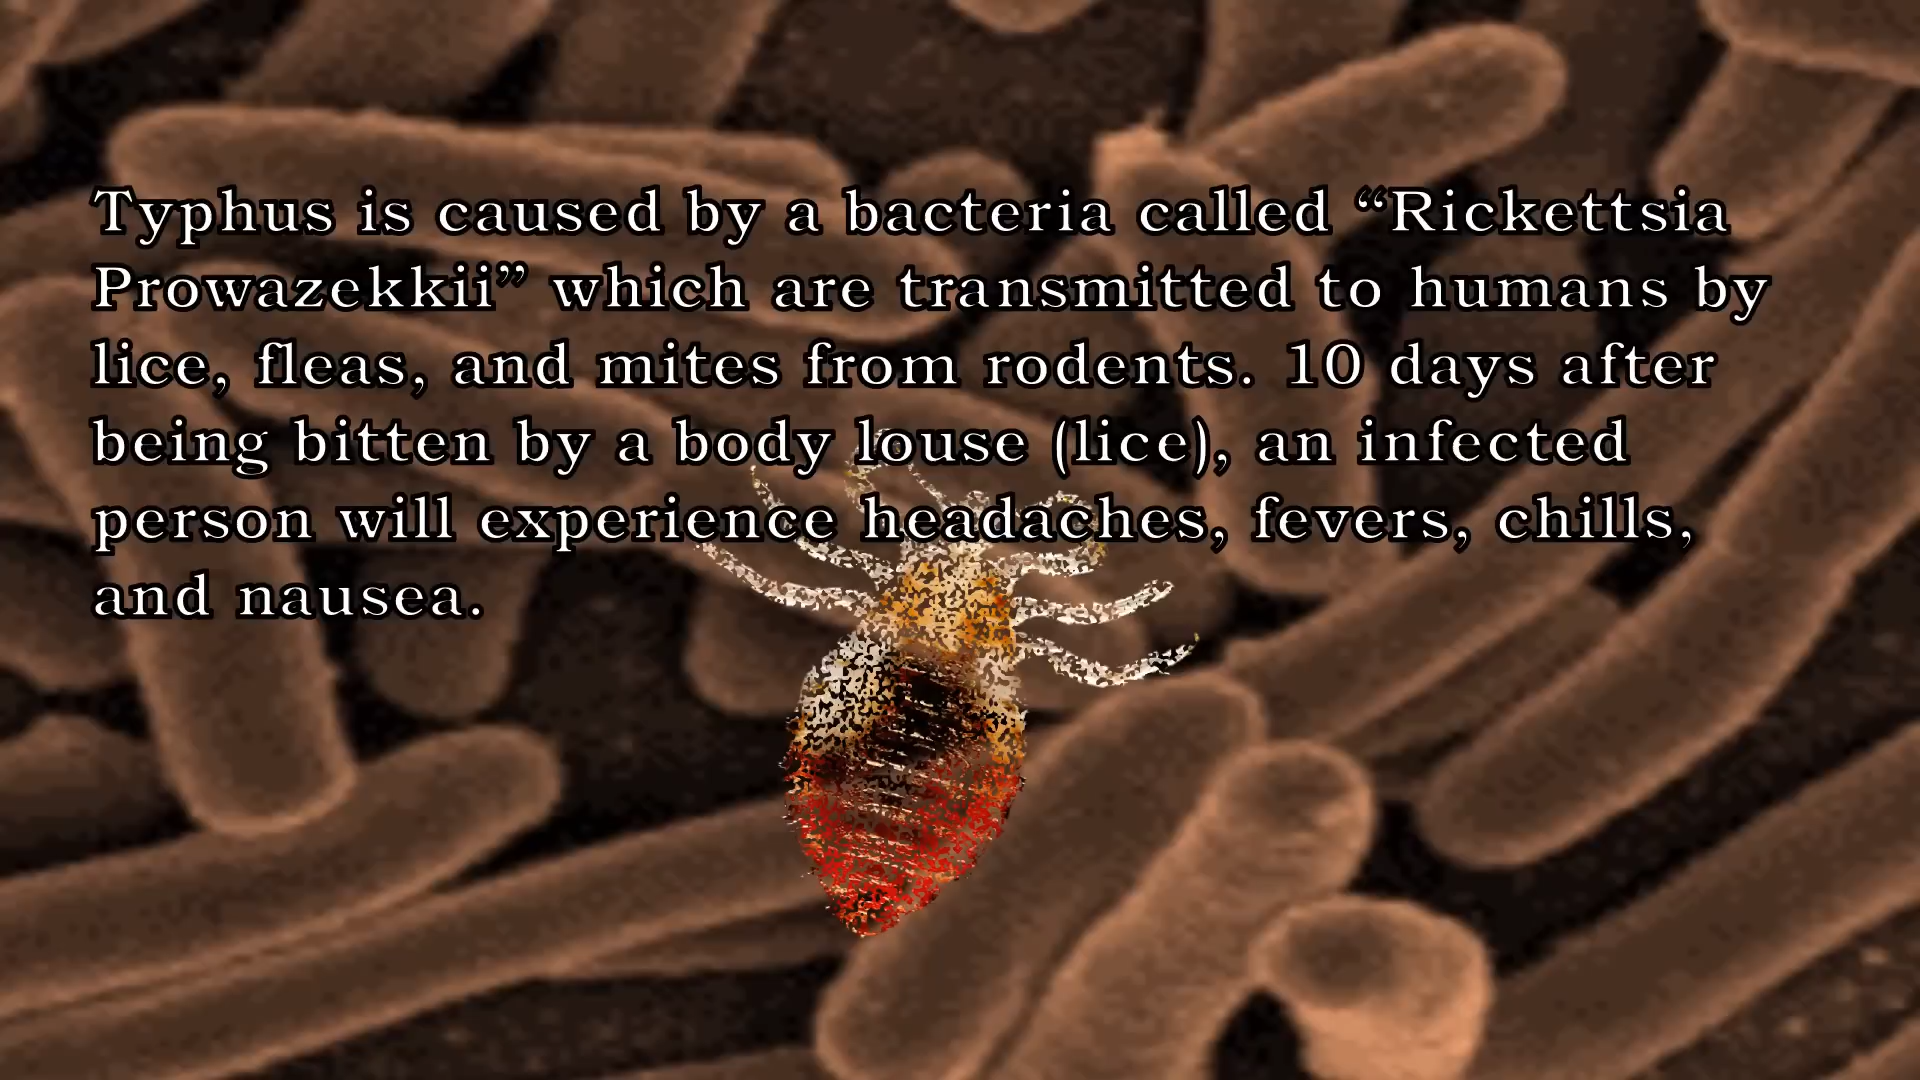 Typhus is caused by a bacteria called “Rickettsia
Prowazekkii” which are transmitted to humans by
lice, fleas, and mites from rodents. 10 days after
being bitten by a body louse (lice), an infected
person will experience headaches, fevers, chills,
and nausea.